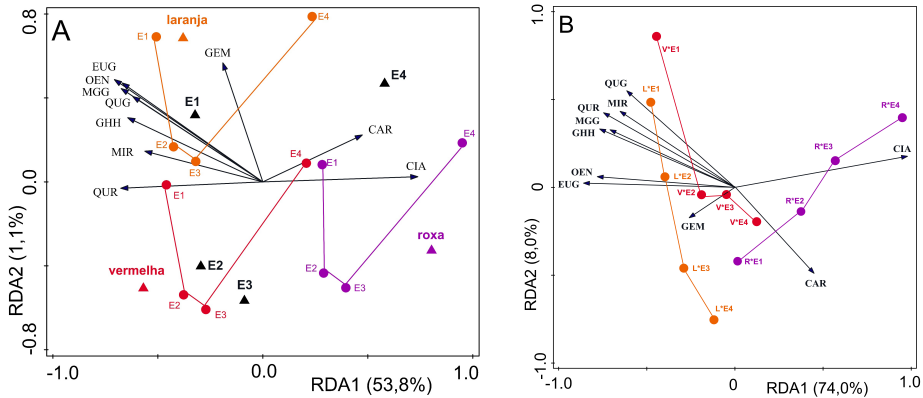 A
0.8
0.0
-0.8
RDA2 (1,1%)
laranja
E1
E4
GEM
EUG
OEN
MGG
QUG
GHH
MIR
QUR
E1
E4
CAR
CIA
E2
E3
E4
E1
E1
E4
roxa
vermelha
E2
E3
E2
E3
E2
E3
-1.0
0.0
1.0
RDA1 (53,8%)
B
1.0
0
-1.0
RDA2 (8,0%)
V*E1
QUG
L*E1
QUR
MIR
MGG
GHH
R*E4
R*E3
CIA
OEN
EUG
L*E2
V*E2
V*E3
R*E2
GEM
V*E4
L*E3
R*E1
CAR
L*E4
-1.0
0
1.0
RDA1 (74,0%)